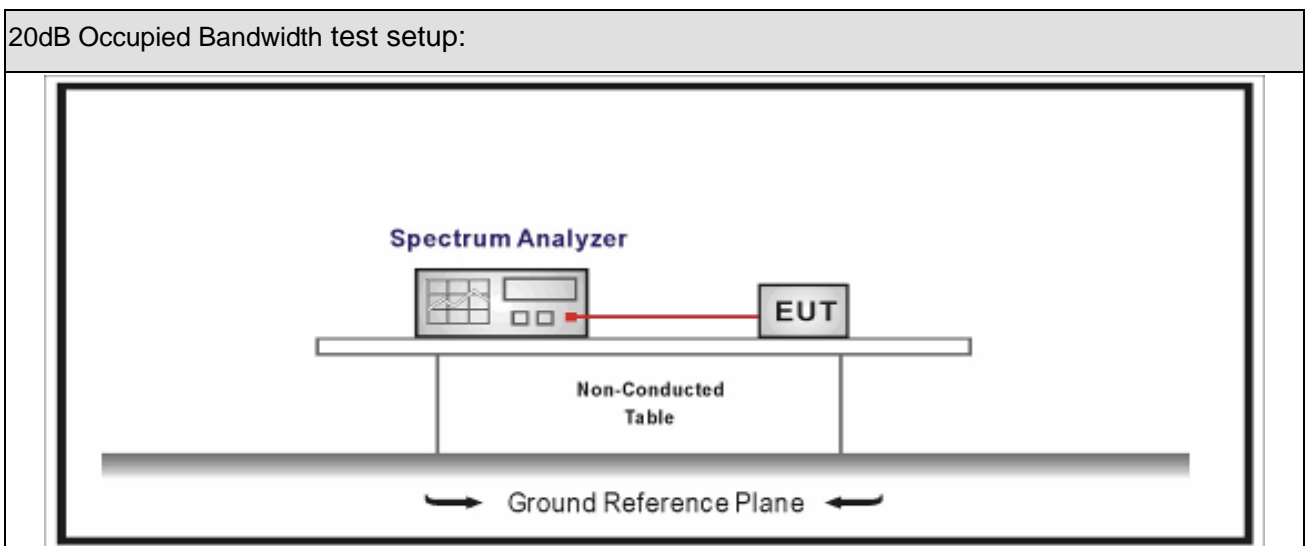 20dB Occupied Bandwidth test setup:
Spectrum Analyzer
EUT
Non-Conducted
Table
Ground Reference Plane